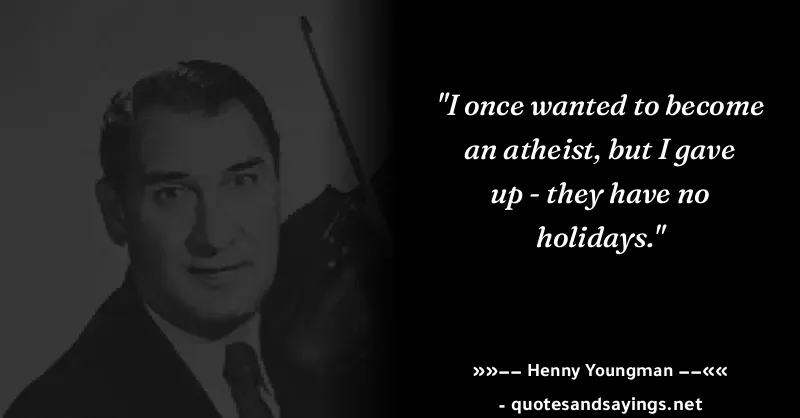 "I once wanted to become
an atheist, but I gave
up - they have no
holidays."
»»−− Henny Youngman −−««
- quotesandsayings.net